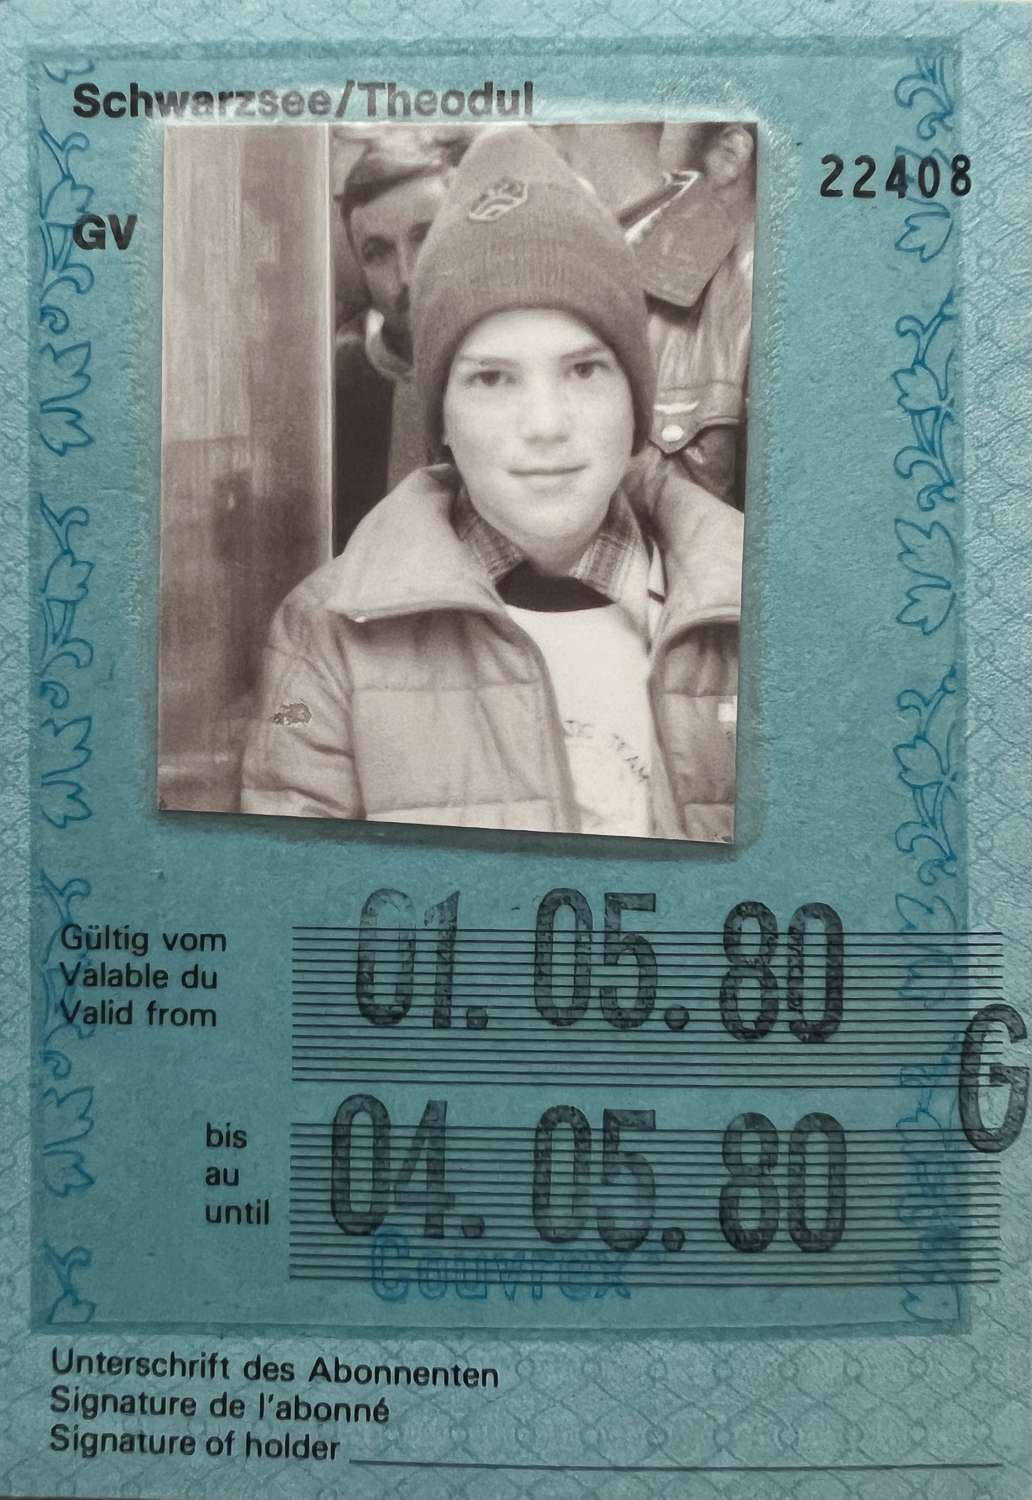 Schwarzsee/Theodul
22408
GV
Gültig vom
Valable du
Valid from
01.05.80
G
bis
au
until
04.05.80
Couvrex
Unterschrift des Abonnenten
Signature de l'abonné
Signature of holder